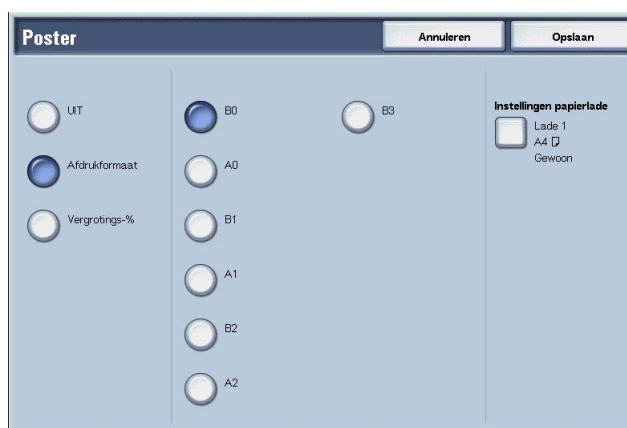 Poster
Annuleren
Opslaan
UIT
Afdrukformaat
Vergrotings-%
B0
A0
B1
A1
B2
A2
B3
Instellingen papierlade
Lade 1
A4
Gewoon